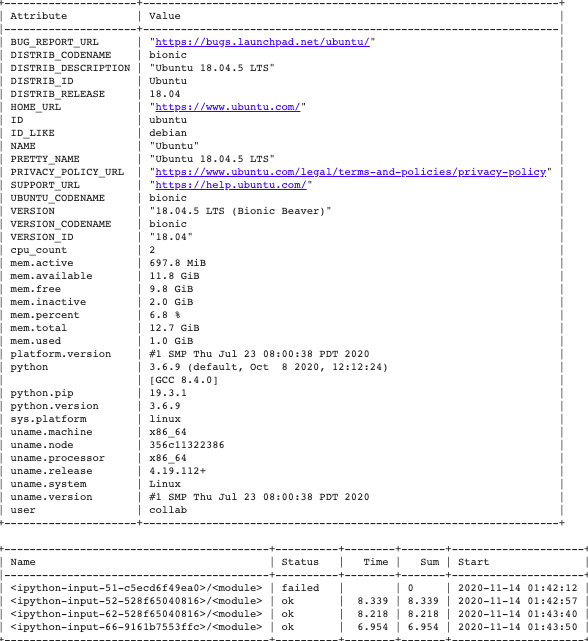 Attribute | Value
BUG_REPORT_URL | "https://bugs.launchpad.net/ubuntu/"
DISTRIB_CODENAME | bionic
DISTRIB_DESCRIPTION | "Ubuntu 18.04.5 LTS"
DISTRIB_ID | Ubuntu
DISTRIB_RELEASE | 18.04
HOME_URL | "https://www.ubuntu.com/"
ID | ubuntu
ID_LIKE | debian
NAME | "Ubuntu"
PRETTY_NAME | "Ubuntu 18.04.5 LTS"
PRIVACY_POLICY_URL | "https://www.ubuntu.com/legal/terms-and-policies/privacy-policy"
SUPPORT_URL | "https://help.ubuntu.com/"
UBUNTU_CODENAME | bionic
VERSION | "18.04.5 LTS (Bionic Beaver)"
VERSION_CODENAME | bionic
VERSION_ID | "18.04"
cpu_count | 2
mem.active | 697.8 MiB
mem.available | 11.8 GiB
mem.free | 9.8 GiB
mem.inactive | 2.0 GiB
mem.percent | 6.8 %
mem.total | 12.7 GiB
mem.used | 1.0 GiB
platform.version | #1 SMP Thu Jul 23 08:00:38 PDT 2020
python | 3.6.9 (default, Oct 8 2020, 12:12:24)
| [GCC 8.4.0]
python.pip | 19.3.1
python.version | 3.6.9
sys.platform | linux
uname.machine | x86_64
uname.node | 356c11322386
uname.processor | x86_64
uname.release | 4.19.112+
uname.system | Linux
uname.version | #1 SMP Thu Jul 23 08:00:38 PDT 2020
user | collab
Name | Status | Time | Sum | Start
<ipython-input-51-c5ecd6f49ea0>/<module> | failed | | 0 | 2020-11-14 01:42:12
<ipython-input-52-528f65040816>/<module> | ok | 8.339 | 8.339 | 2020-11-14 01:42:57
<ipython-input-62-528f65040816>/<module> | ok | 8.218 | 8.218 | 2020-11-14 01:43:40
<ipython-input-66-9161b7553ffc>/<module> | ok | 6.954 | 6.954 | 2020-11-14 01:43:50